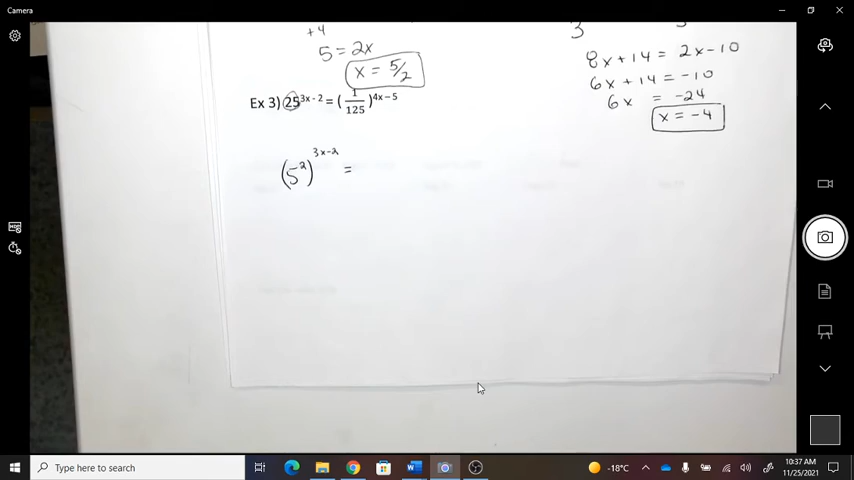 Camera
+4
3
5 = 2x
x = 5/2
8x + 14 = 2x - 10
6x + 14 = -10
6x = -24
x = -4
Ex 3) 25^{3x - 2} = (1/125)^{4x - 5}
(5^2)^{3x-2} =
Type here to search
-18°C
10:37 AM
11/25/2021